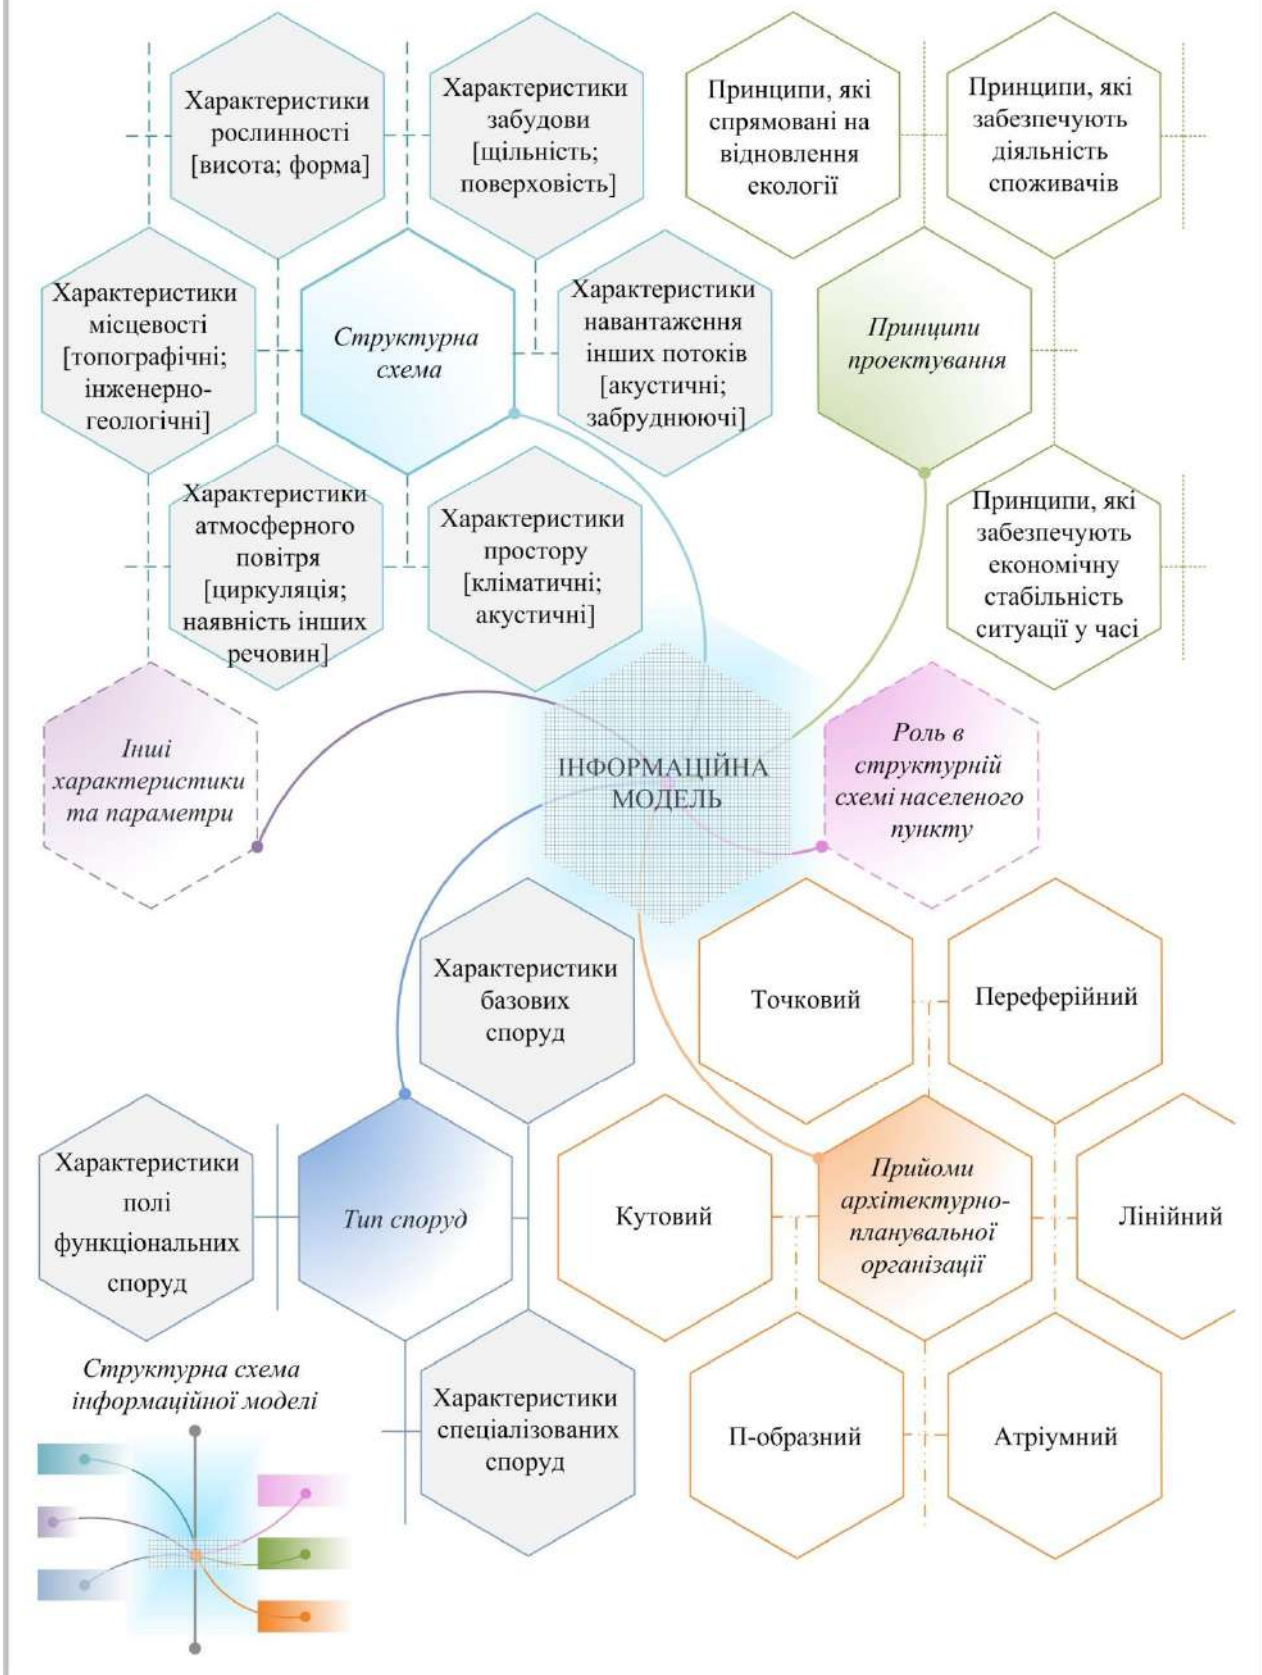 Характеристики
рослинності
[висота; форма]
Характеристики
забудови
[щільність;
поверховість]
Принципи, які
спрямовані на
відновлення
екології
Принципи, які
забезпечують
діяльність
споживачів
Характеристики
місцевості
[топографічні;
інженерно-
геологічні]
Структурна
схема
Характеристики
навантаження
інших потоків
[акустичні;
забруднюючі]
Принципи
проектування
Характеристики
атмосферного
повітря
[циркуляція;
наявність інших
речовин]
Характеристики
простору
[кліматичні;
акустичні]
Принципи, які
забезпечують
економічну
стабільність
ситуації у часі
Інші
характеристики
та параметри
ІНФОРМАЦІЙНА
МОДЕЛЬ
Роль в
структурній
схемі населеного
пункту
Характеристики
базових
споруд
Точковий
Переферійний
Характеристики
полі
функціональних
споруд
Тип споруд
Кутовий
Прийоми
архітектурно-
планувальної
організації
Лінійний
Характеристики
спеціалізованих
споруд
П-образний
Атріумний
Структурна схема
інформаційної моделі